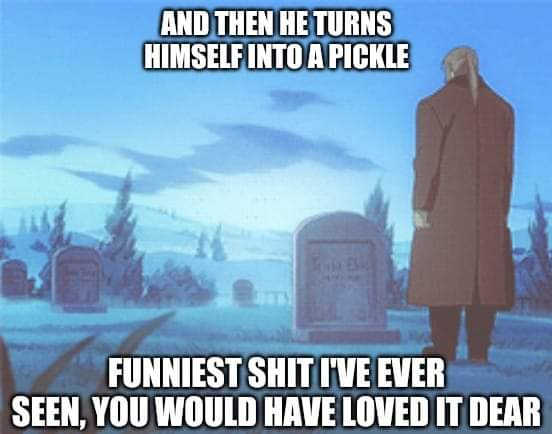 AND THEN HE TURNS
HIMSELF INTO A PICKLE
FUNNIEST SHIT I'VE EVER
SEEN, YOU WOULD HAVE LOVED IT DEAR